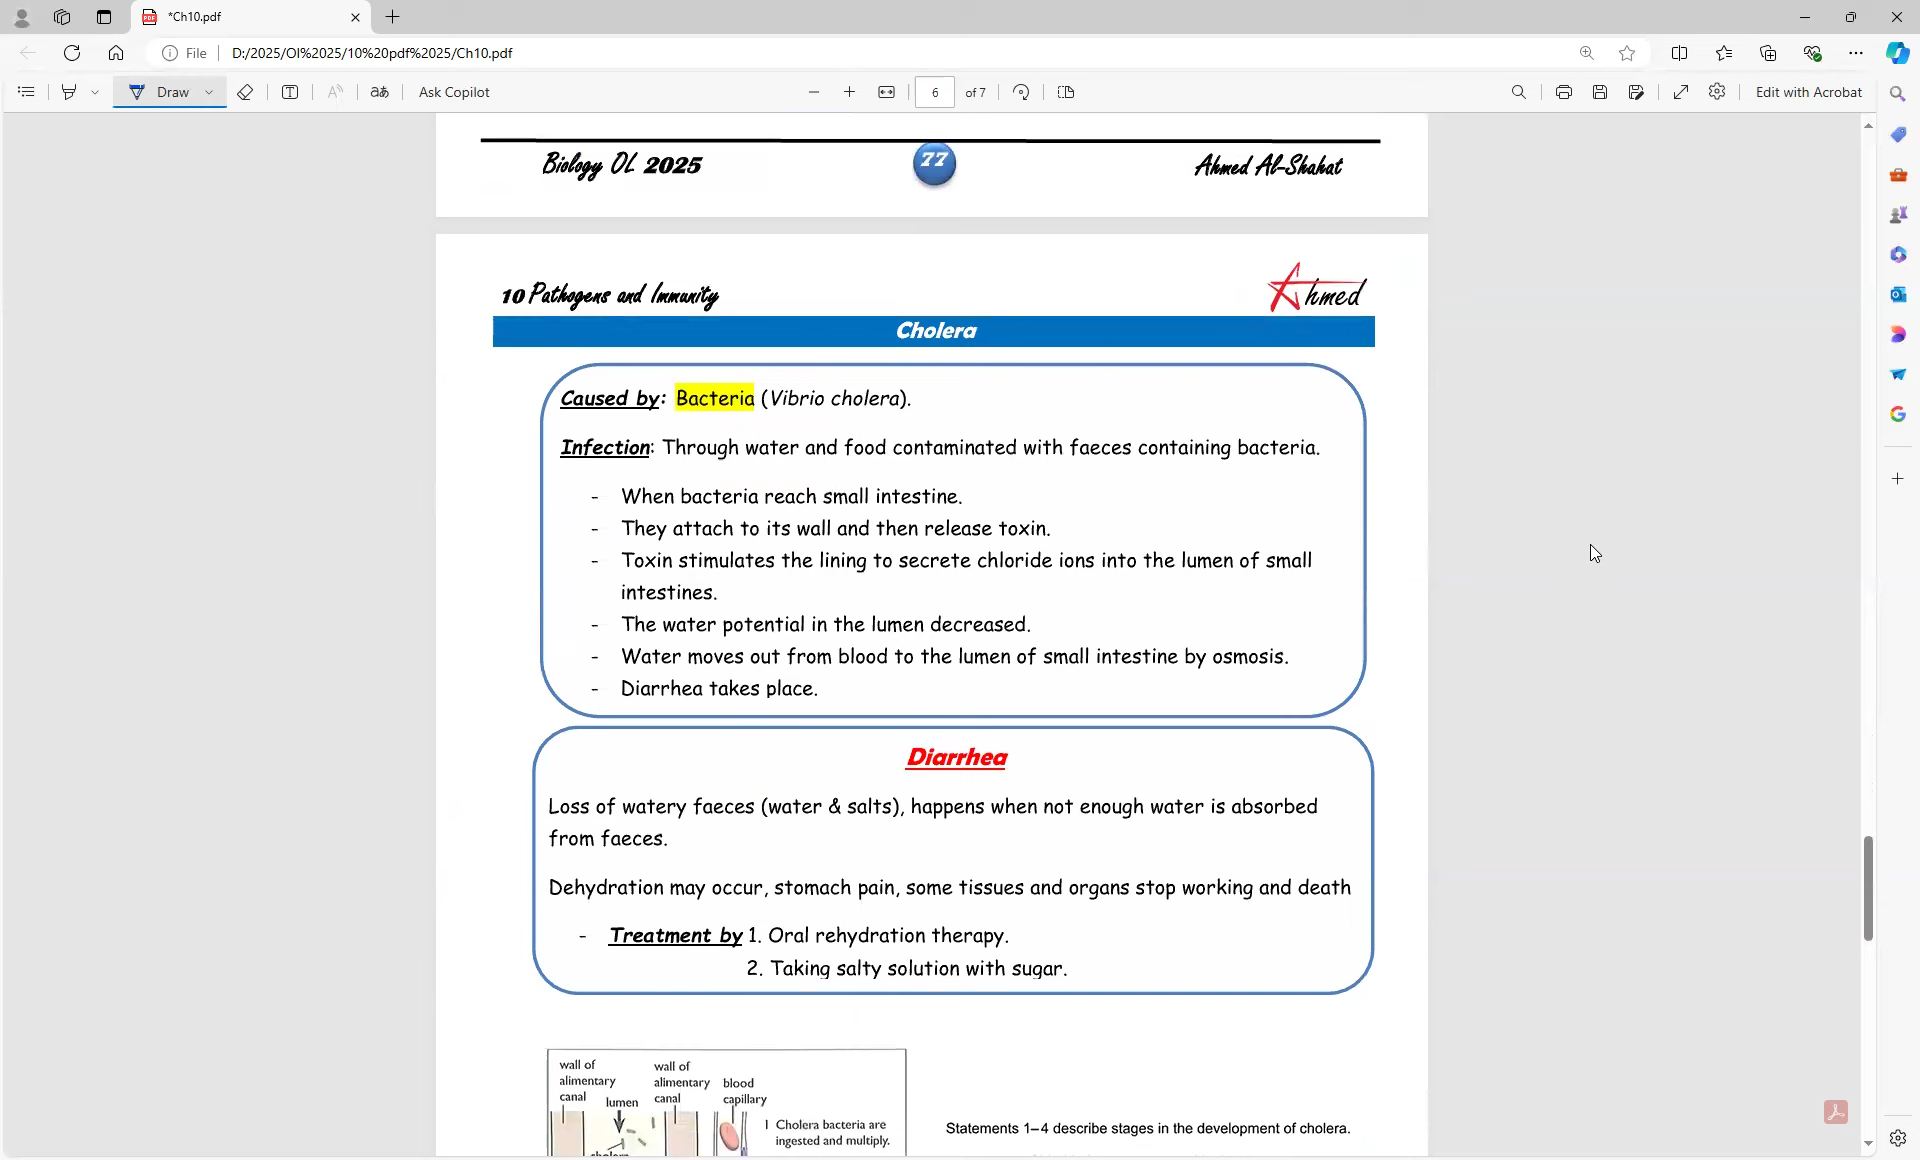 *Ch10.pdf
File
D:/2025/Ol%2025/10%20pdf%2025/Ch10.pdf
Draw
Ask Copilot
6
of 7
Edit with Acrobat
Biology OL 2025
77
Ahmed Al-Shahat
10 Pathogens and Immunity
Ahmed
Cholera
Caused by: Bacteria (Vibrio cholera).
Infection: Through water and food contaminated with faeces containing bacteria.
- When bacteria reach small intestine.
- They attach to its wall and then release toxin.
- Toxin stimulates the lining to secrete chloride ions into the lumen of small
intestines.
- The water potential in the lumen decreased.
- Water moves out from blood to the lumen of small intestine by osmosis.
- Diarrhea takes place.
Diarrhea
Loss of watery faeces (water & salts), happens when not enough water is absorbed
from faeces.
Dehydration may occur, stomach pain, some tissues and organs stop working and death
- Treatment by 1. Oral rehydration therapy.
2. Taking salty solution with sugar.
wall of
alimentary
canal
lumen
wall of
alimentary
canal
blood
capillary
1 Cholera bacteria are
ingested and multiply.
Statements 1–4 describe stages in the development of cholera.